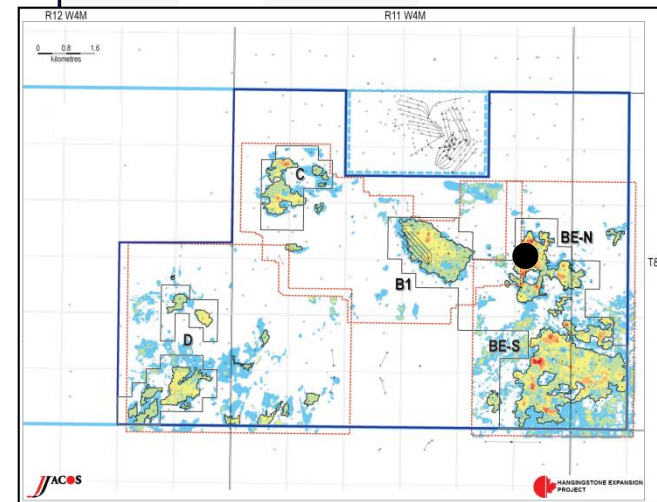 R12 W4M
R11 W4M
0 0.8 1.6
kilometres
C
BE-N
T8
B1
BE-S
D
JACOS
HANGINGSTONE EXPANSION
PROJECT